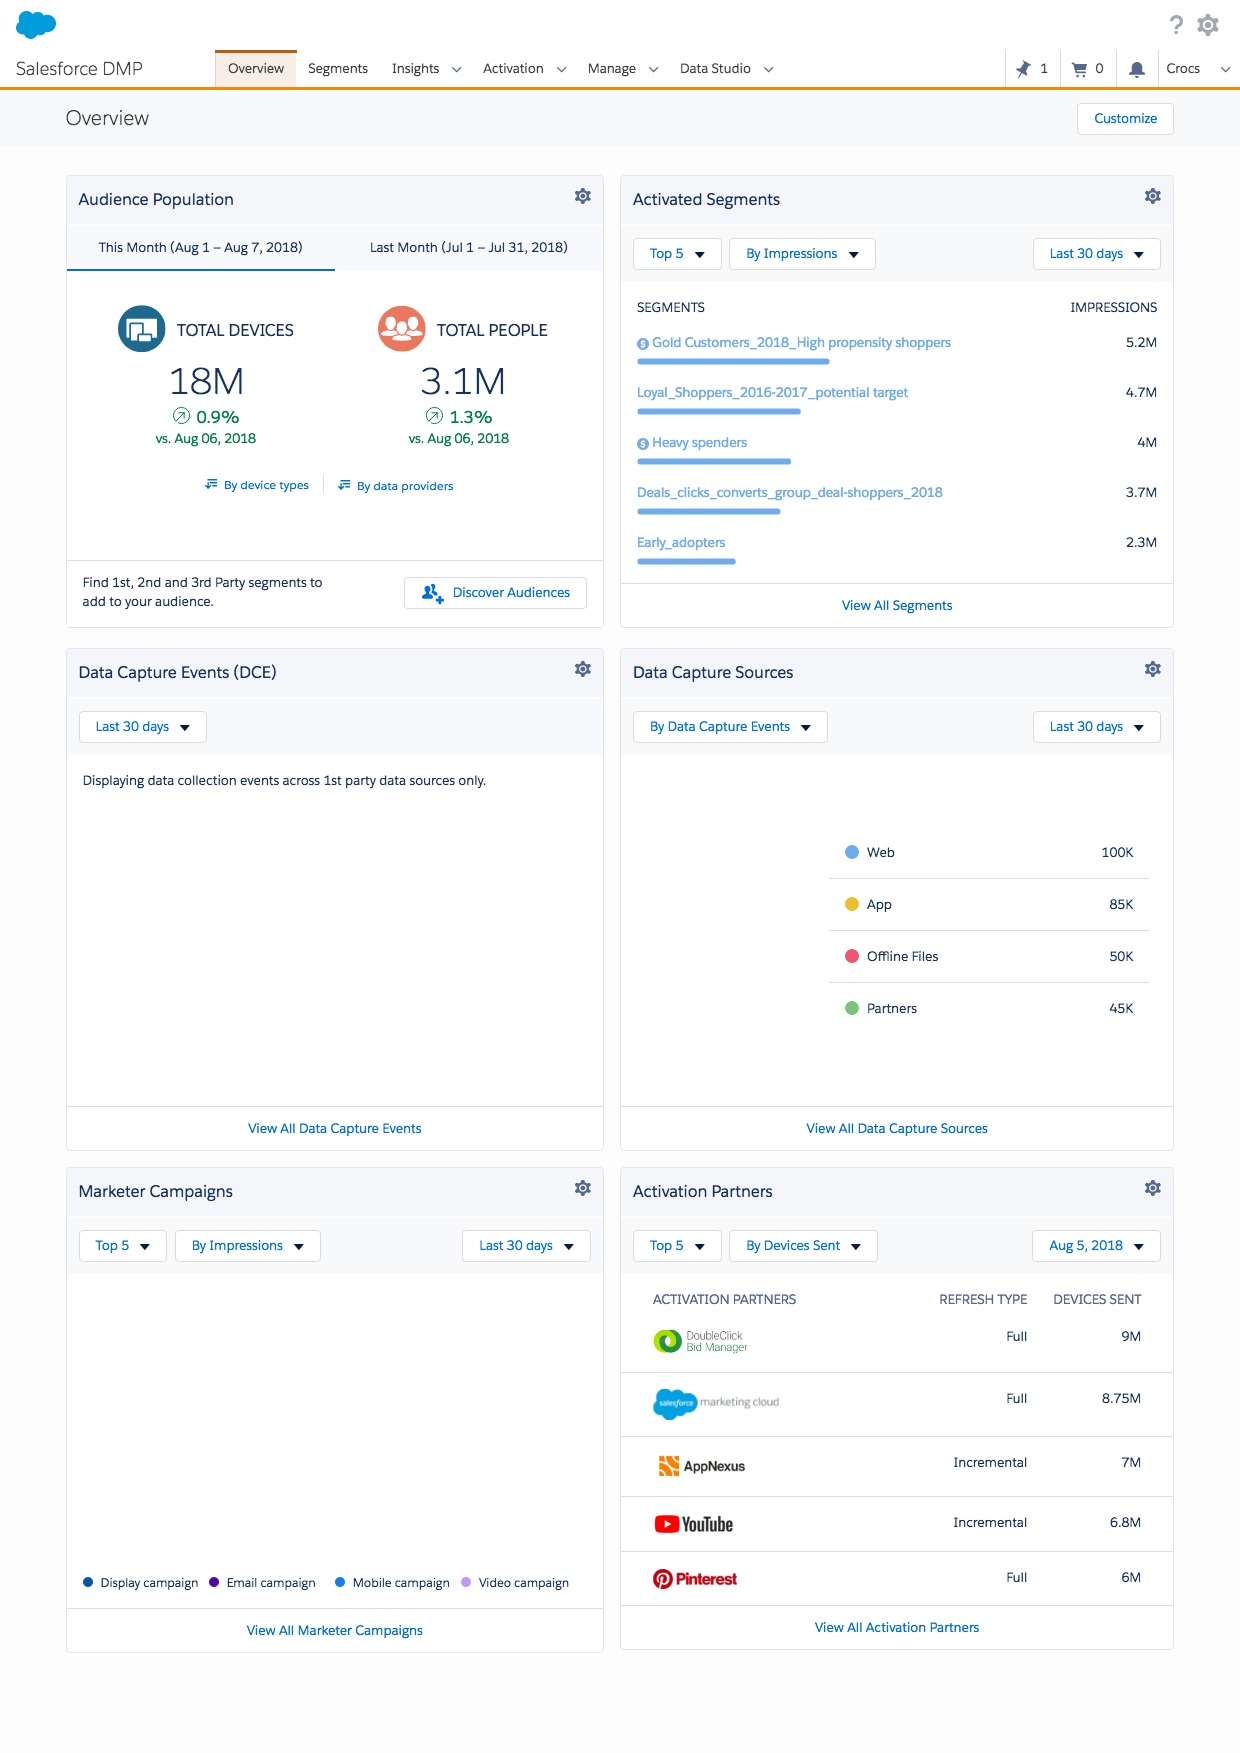 ?
Salesforce DMP
Overview Segments Insights Activation Manage Data Studio 1 0 Crocs
Overview
Customize
Audience Population
This Month (Aug 1 – Aug 7, 2018) Last Month (Jul 1 – Jul 31, 2018)
TOTAL DEVICES TOTAL PEOPLE
18M 3.1M
0.9% 1.3%
vs. Aug 06, 2018 vs. Aug 06, 2018
By device types By data providers
Find 1st, 2nd and 3rd Party segments to
add to your audience.
Discover Audiences
Activated Segments
Top 5 By Impressions Last 30 days
SEGMENTS IMPRESSIONS
$ Gold Customers_2018_High propensity shoppers 5.2M
Loyal_Shoppers_2016-2017_potential target 4.7M
$ Heavy spenders 4M
Deals_clicks_converts_group_deal-shoppers_2018 3.7M
Early_adopters 2.3M
View All Segments
Data Capture Events (DCE)
Last 30 days
Displaying data collection events across 1st party data sources only.
View All Data Capture Events
Data Capture Sources
By Data Capture Events Last 30 days
Web 100K
App 85K
Offline Files 50K
Partners 45K
View All Data Capture Sources
Marketer Campaigns
Top 5 By Impressions Last 30 days
Display campaign Email campaign Mobile campaign Video campaign
View All Marketer Campaigns
Activation Partners
Top 5 By Devices Sent Aug 5, 2018
ACTIVATION PARTNERS REFRESH TYPE DEVICES SENT
DoubleClick
Bid Manager Full 9M
salesforce marketing cloud Full 8.75M
AppNexus Incremental 7M
YouTube Incremental 6.8M
Pinterest Full 6M
View All Activation Partners